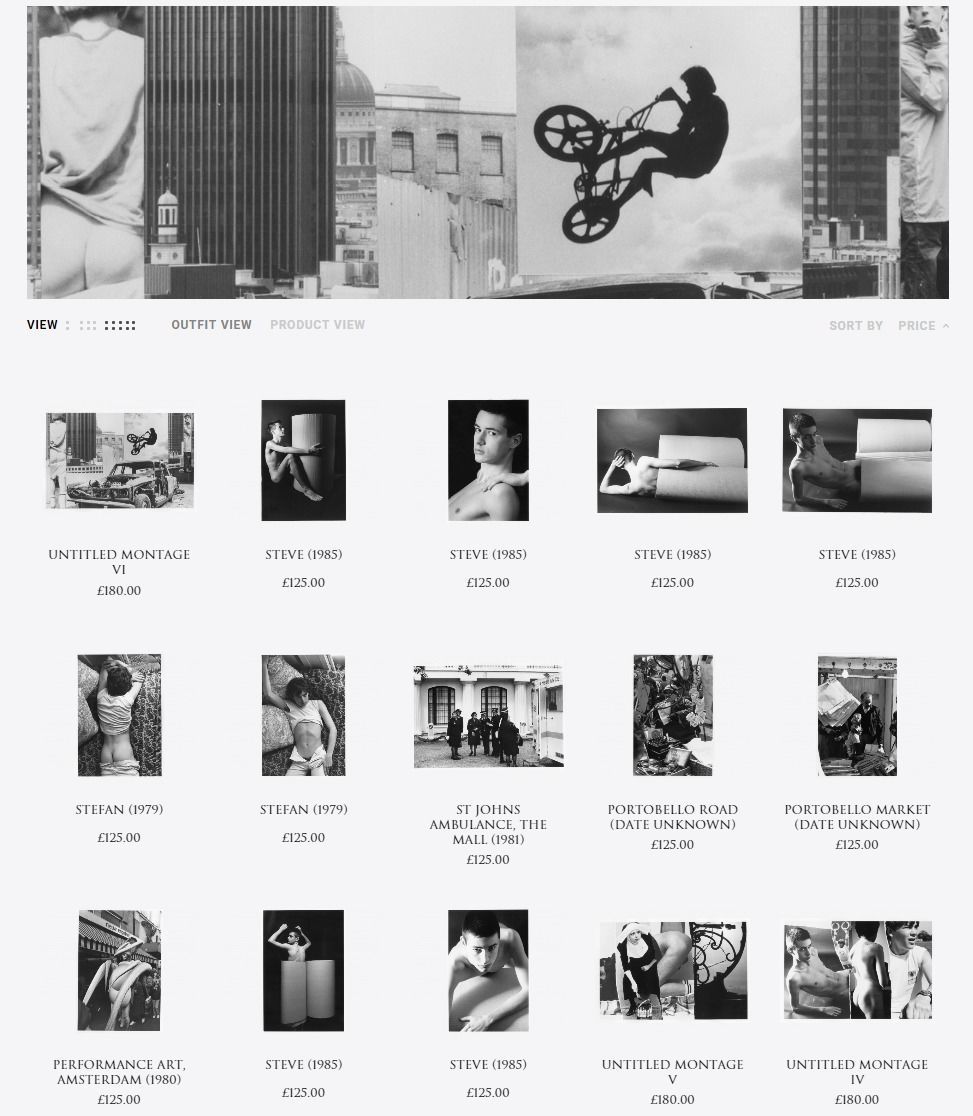 VIEW OUTFIT VIEW PRODUCT VIEW SORT BY PRICE
UNTITLED MONTAGE
VI
£180.00
STEVE (1985)
£125.00
STEVE (1985)
£125.00
STEVE (1985)
£125.00
STEVE (1985)
£125.00
STEFAN (1979)
£125.00
STEFAN (1979)
£125.00
ST JOHNS
AMBULANCE, THE
MALL (1981)
£125.00
PORTOBELLO ROAD
(DATE UNKNOWN)
£125.00
PORTOBELLO MARKET
(DATE UNKNOWN)
£125.00
PERFORMANCE ART,
AMSTERDAM (1980)
£125.00
STEVE (1985)
£125.00
STEVE (1985)
£125.00
UNTITLED MONTAGE
V
£180.00
UNTITLED MONTAGE
IV
£180.00